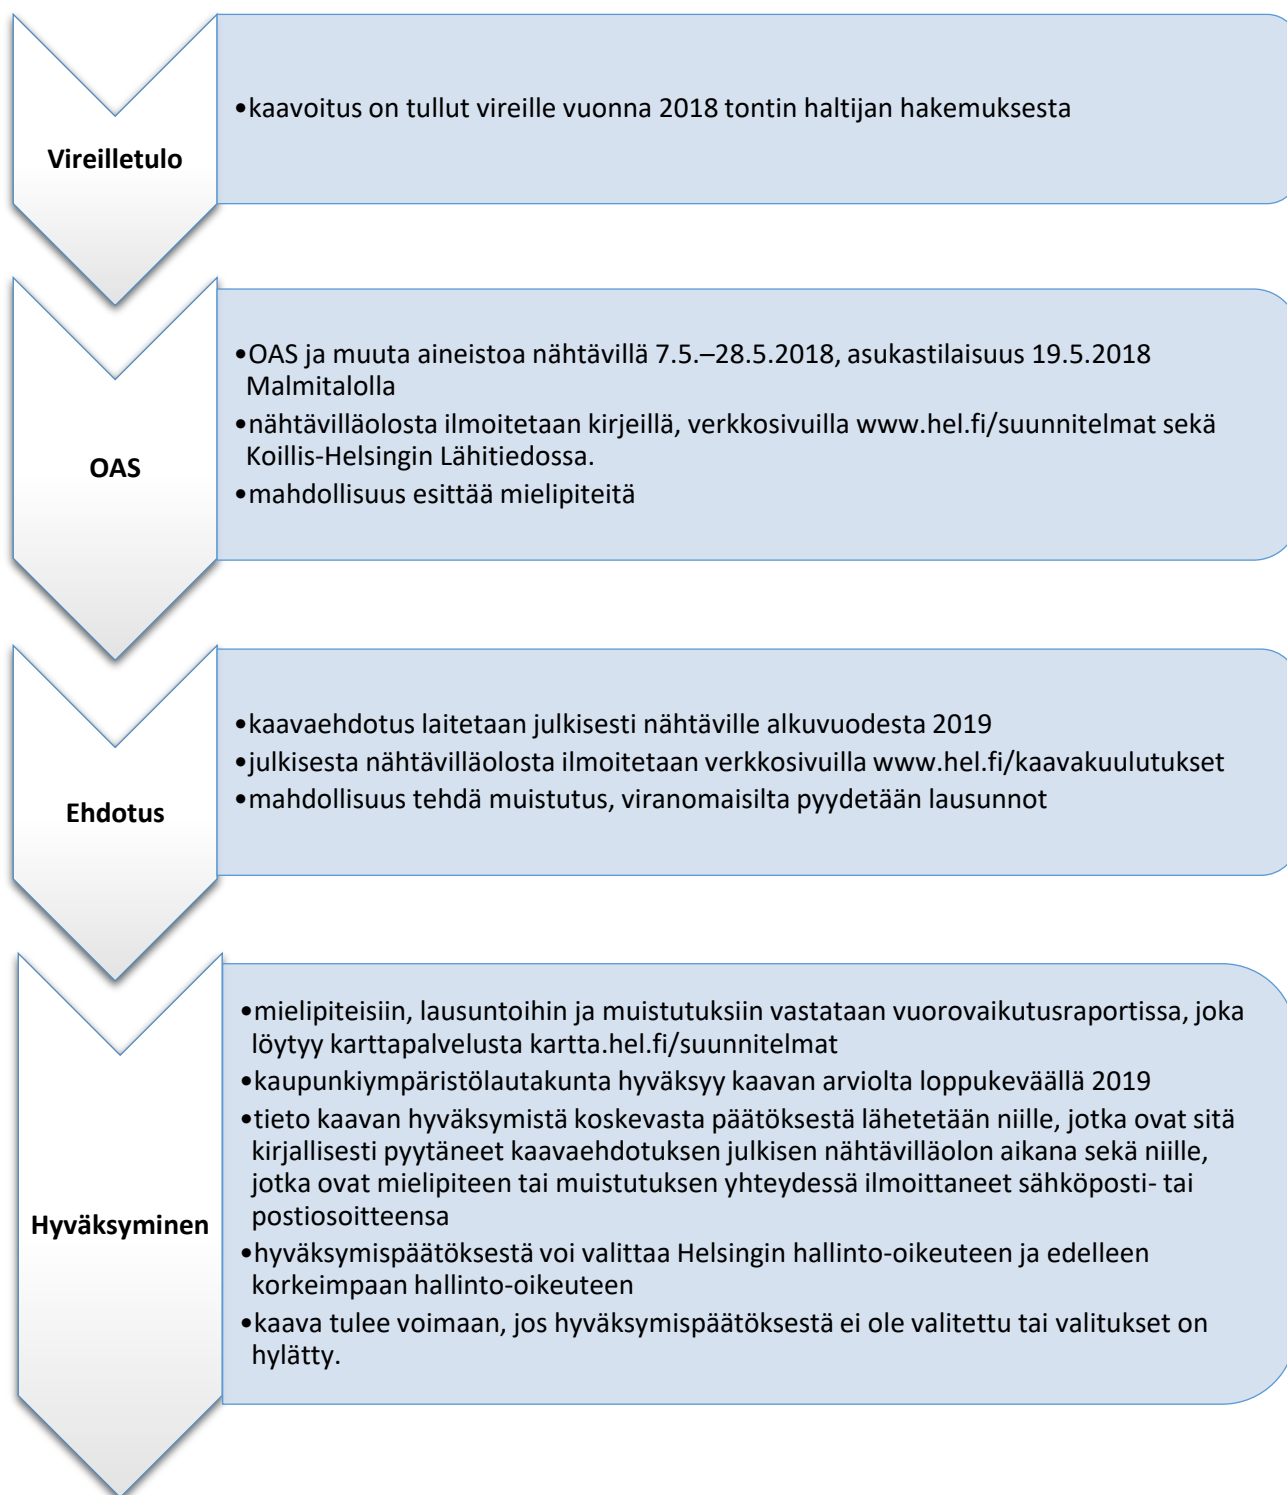 Vireilletulo
•kaavoitus on tullut vireille vuonna 2018 tontin haltijan hakemuksesta
OAS
•OAS ja muuta aineistoa nähtävillä 7.5.–28.5.2018, asukastilaisuus 19.5.2018
Malmitalolla
•nähtävilläolosta ilmoitetaan kirjeillä, verkkosivuilla www.hel.fi/suunnitelmat sekä
Koillis-Helsingin Lähitiedossa.
•mahdollisuus esittää mielipiteitä
Ehdotus
•kaavaehdotus laitetaan julkisesti nähtäville alkuvuodesta 2019
•julkisesta nähtävilläolosta ilmoitetaan verkkosivuilla www.hel.fi/kaavakuulutukset
•mahdollisuus tehdä muistutus, viranomaisilta pyydetään lausunnot
Hyväksyminen
•mielipiteisiin, lausuntoihin ja muistutuksiin vastataan vuorovaikutusraportissa, joka
löytyy karttapalvelusta kartta.hel.fi/suunnitelmat
•kaupunkiympäristölautakunta hyväksyy kaavan arviolta loppukeväällä 2019
•tieto kaavan hyväksymistä koskevasta päätöksestä lähetetään niille, jotka ovat sitä
kirjallisesti pyytäneet kaavaehdotuksen julkisen nähtävilläolon aikana sekä niille,
jotka ovat mielipiteen tai muistutuksen yhteydessä ilmoittaneet sähköposti- tai
postiosoitteensa
•hyväksymispäätöksestä voi valittaa Helsingin hallinto-oikeuteen ja edelleen
korkeimpaan hallinto-oikeuteen
•kaava tulee voimaan, jos hyväksymispäätöksestä ei ole valitettu tai valitukset on
hylätty.